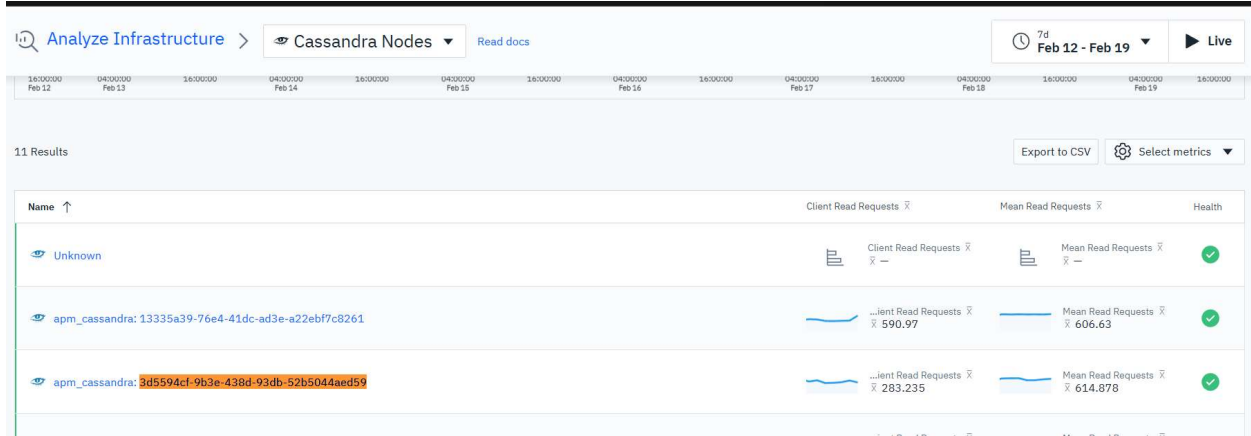 Analyze Infrastructure > Cassandra Nodes Read docs
7d
Feb 12 - Feb 19
Live
16:00:00 04:00:00 16:00:00 04:00:00 16:00:00 04:00:00 16:00:00 04:00:00 16:00:00 04:00:00 16:00:00 04:00:00 16:00:00 04:00:00 16:00:00
Feb 12 Feb 13 Feb 14 Feb 15 Feb 16 Feb 17 Feb 18 Feb 19
11 Results
Export to CSV Select metrics
Name ↑ Client Read Requests x̄ Mean Read Requests x̄ Health
Unknown
Client Read Requests x̄
x̄ —
Mean Read Requests x̄
x̄ —
apm_cassandra: 13335a39-76e4-41dc-ad3e-a22ebf7c8261
...ient Read Requests x̄
x̄ 590.97
Mean Read Requests x̄
x̄ 606.63
apm_cassandra: 3d5594cf-9b3e-438d-93db-52b5044aed59
...ient Read Requests x̄
x̄ 283.235
Mean Read Requests x̄
x̄ 614.878